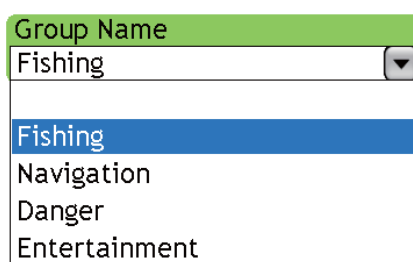 Group Name
Fishing
Fishing
Navigation
Danger
Entertainment